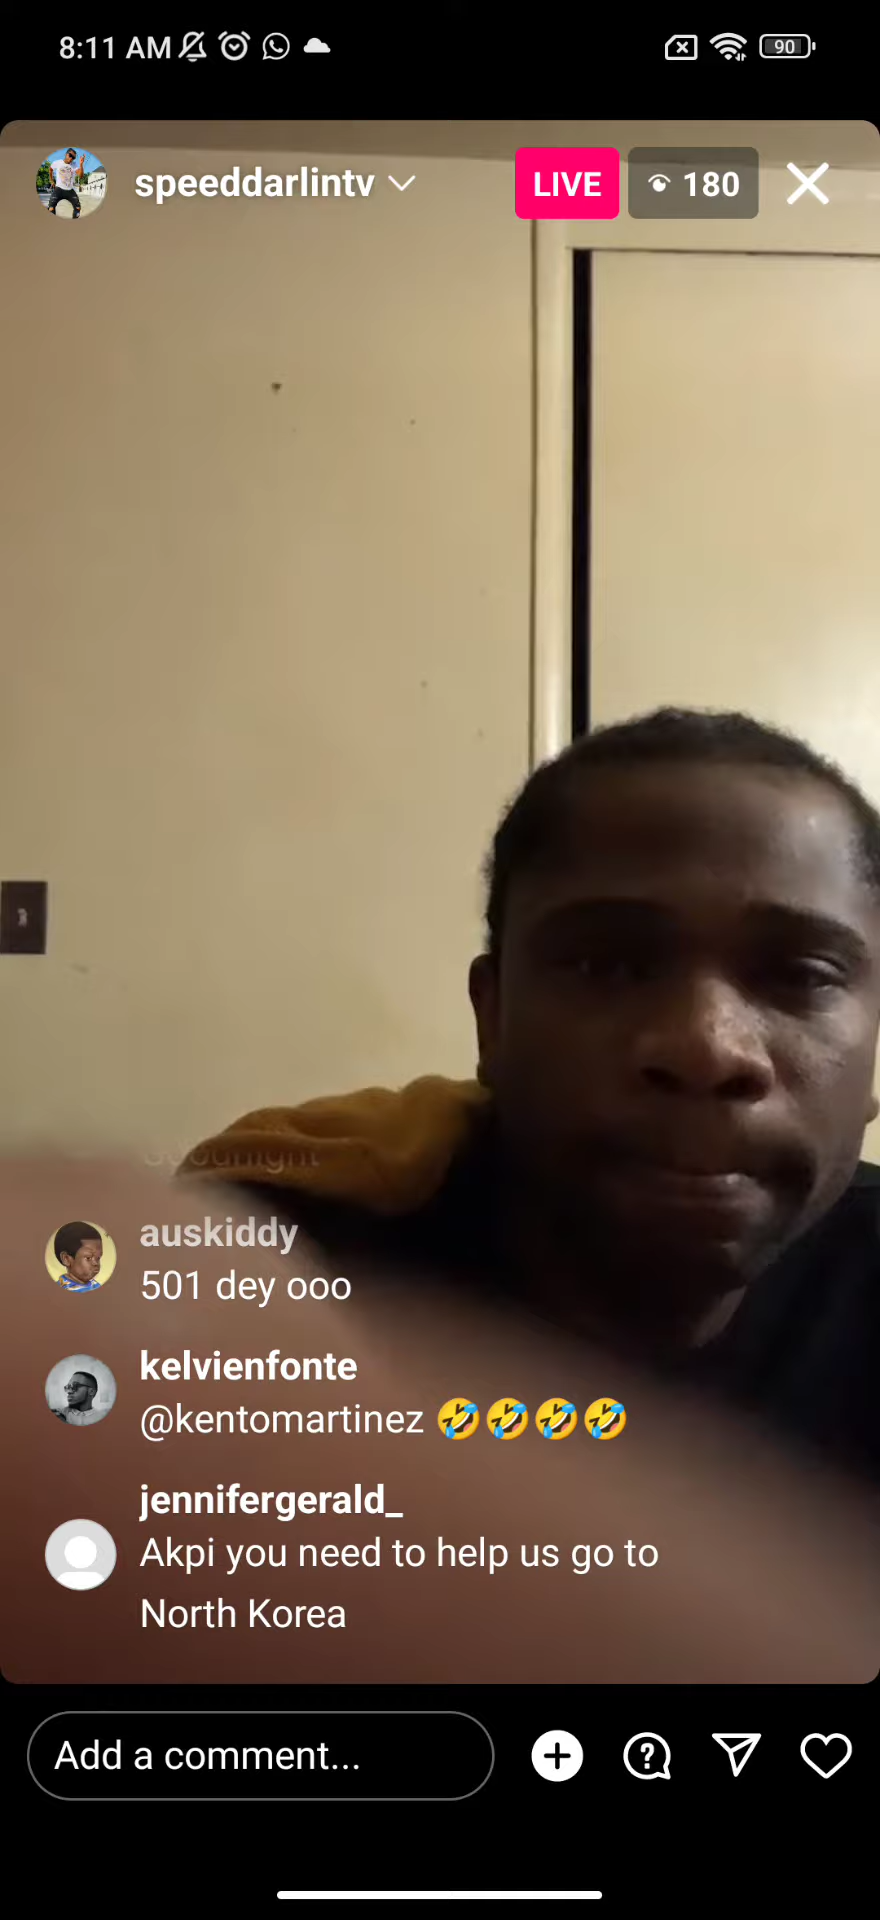 8:11 AM
90
speeddarlintv
LIVE
180
auskiddy
501 dey ooo
kelvienfonte
@kentomartinez 🤣🤣🤣🤣
jennifergerald_
Akpi you need to help us go to
North Korea
Add a comment...